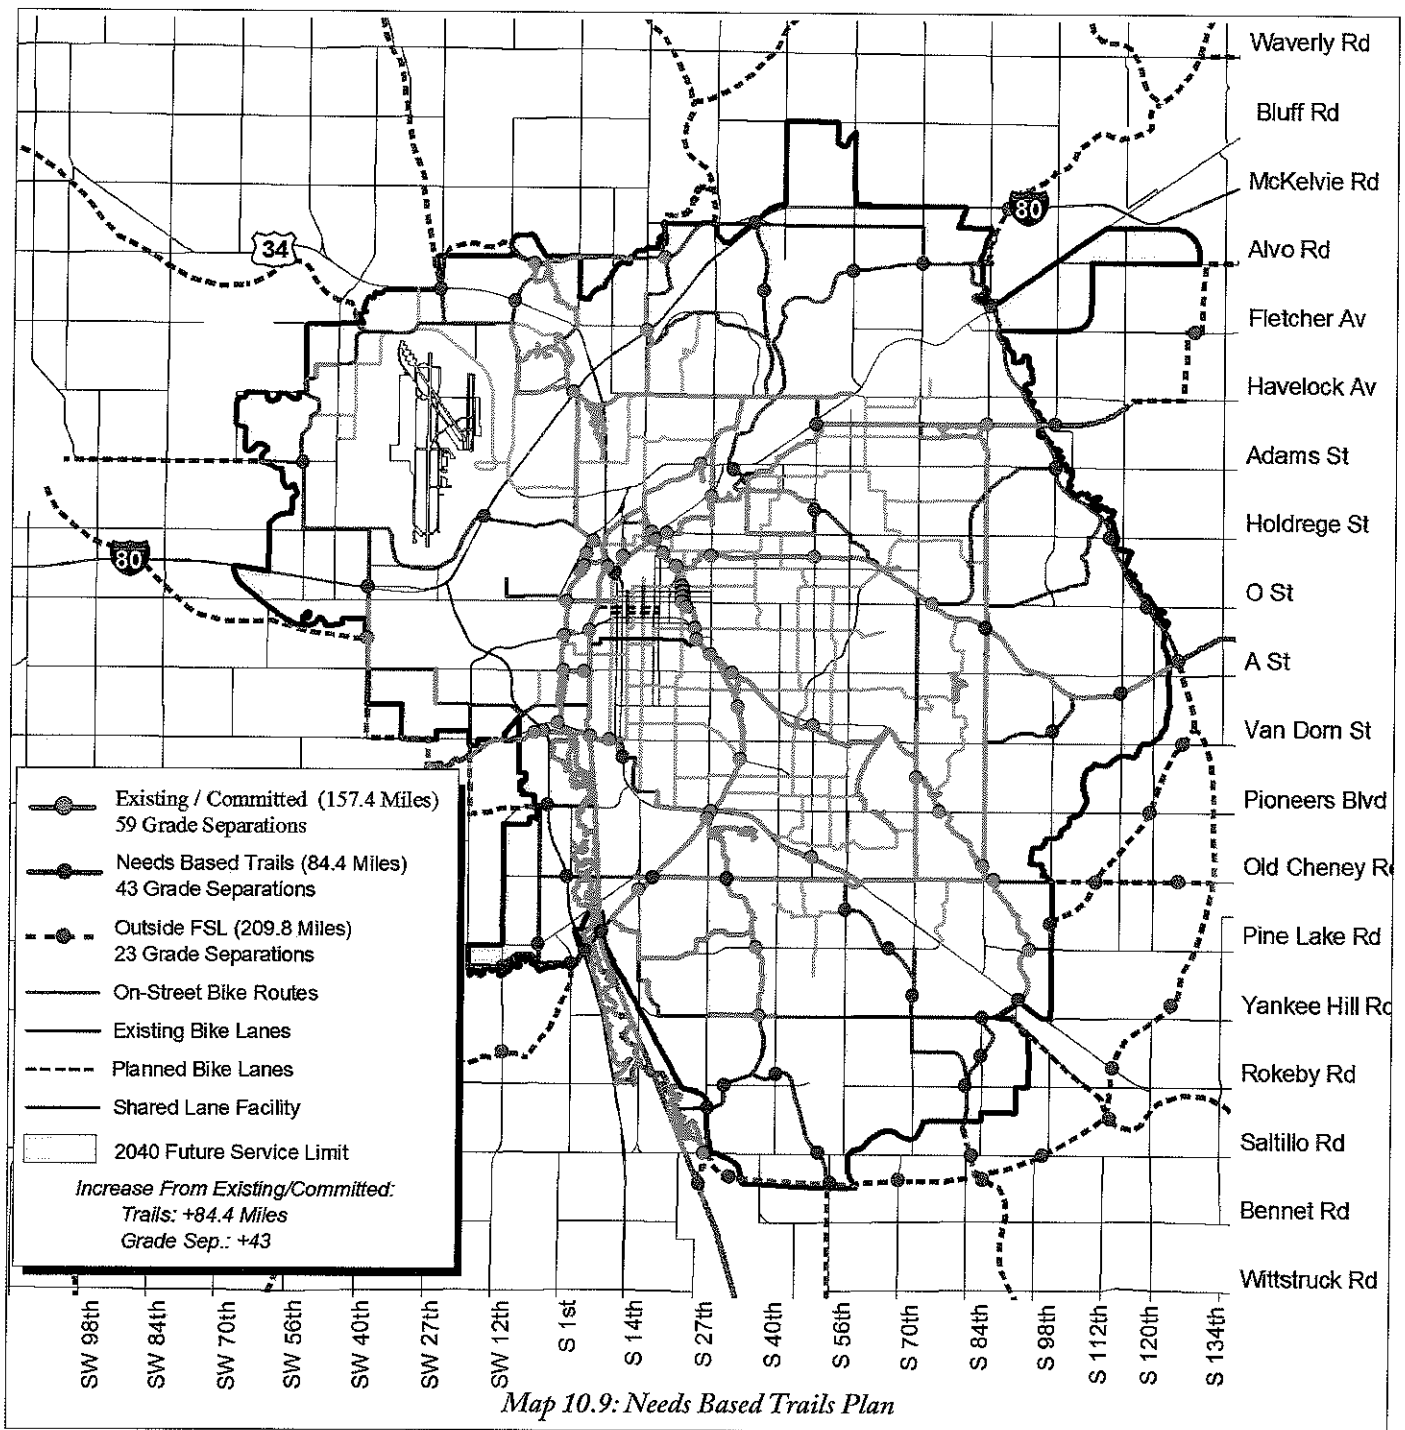 Waverly Rd
Bluff Rd
McKelvie Rd
80
34
Alvo Rd
Fletcher Av
Havelock Av
Adams St
Holdrege St
80
O St
A St
Van Dorn St
Pioneers Blvd
Old Cheney Rd
Pine Lake Rd
Yankee Hill Rd
Rokeby Rd
Saltillo Rd
Bennet Rd
Wittstruck Rd
Existing / Committed (157.4 Miles)
59 Grade Separations
Needs Based Trails (84.4 Miles)
43 Grade Separations
Outside FSL (209.8 Miles)
23 Grade Separations
On-Street Bike Routes
Existing Bike Lanes
Planned Bike Lanes
Shared Lane Facility
2040 Future Service Limit
Increase From Existing/Committed:
Trails: +84.4 Miles
Grade Sep.: +43
SW 98th
SW 84th
SW 70th
SW 56th
SW 40th
SW 27th
SW 12th
S 1st
S 14th
S 27th
S 40th
S 56th
S 70th
S 84th
S 98th
S 112th
S 120th
S 134th
Map 10.9: Needs Based Trails Plan